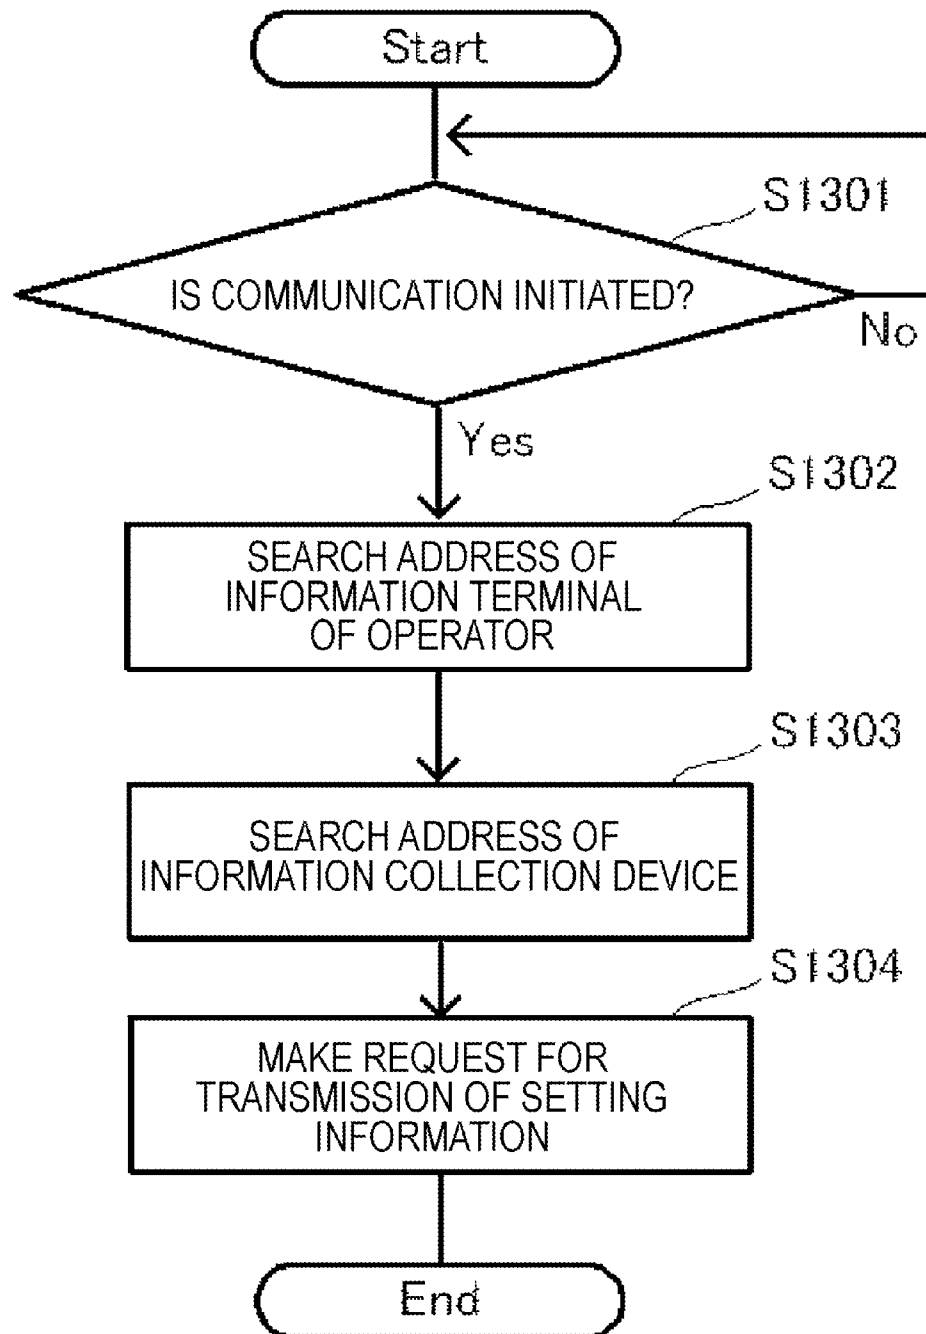 Start
S1301
IS COMMUNICATION INITIATED?
No
Yes
S1302
SEARCH ADDRESS OF
INFORMATION TERMINAL
OF OPERATOR
S1303
SEARCH ADDRESS OF
INFORMATION COLLECTION DEVICE
S1304
MAKE REQUEST FOR
TRANSMISSION OF SETTING
INFORMATION
End